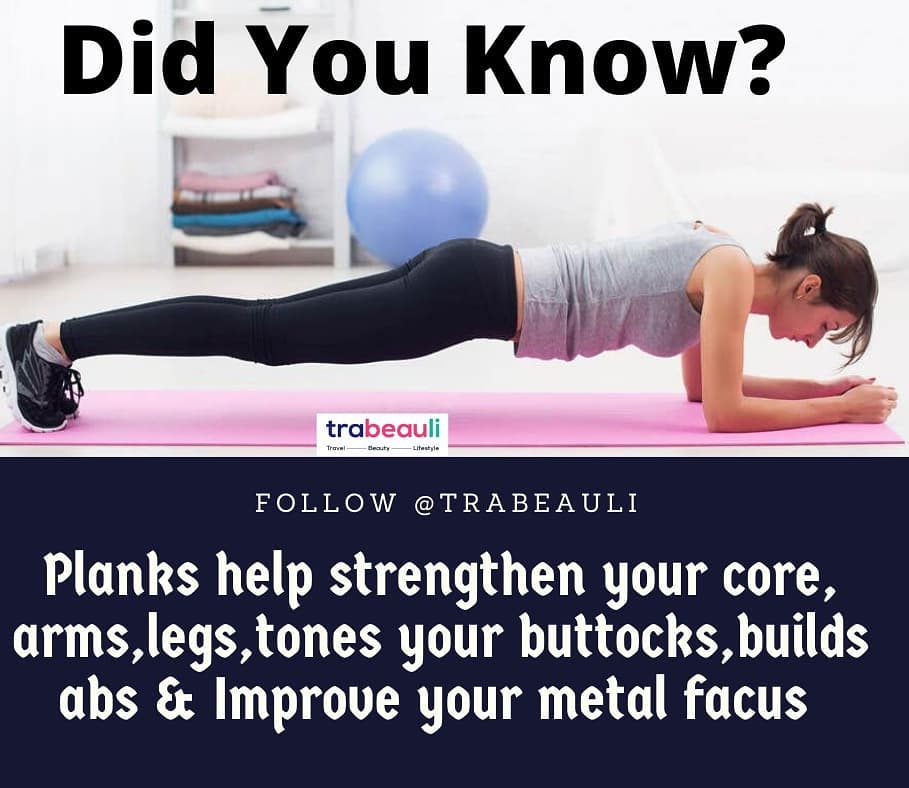 Did You Know?
trabeauli
Travel — Beauty — Lifestyle
FOLLOW @TRABEAULI
Planks help strengthen your core,
arms,legs,tones your buttocks,builds
abs & Improve your metal facus